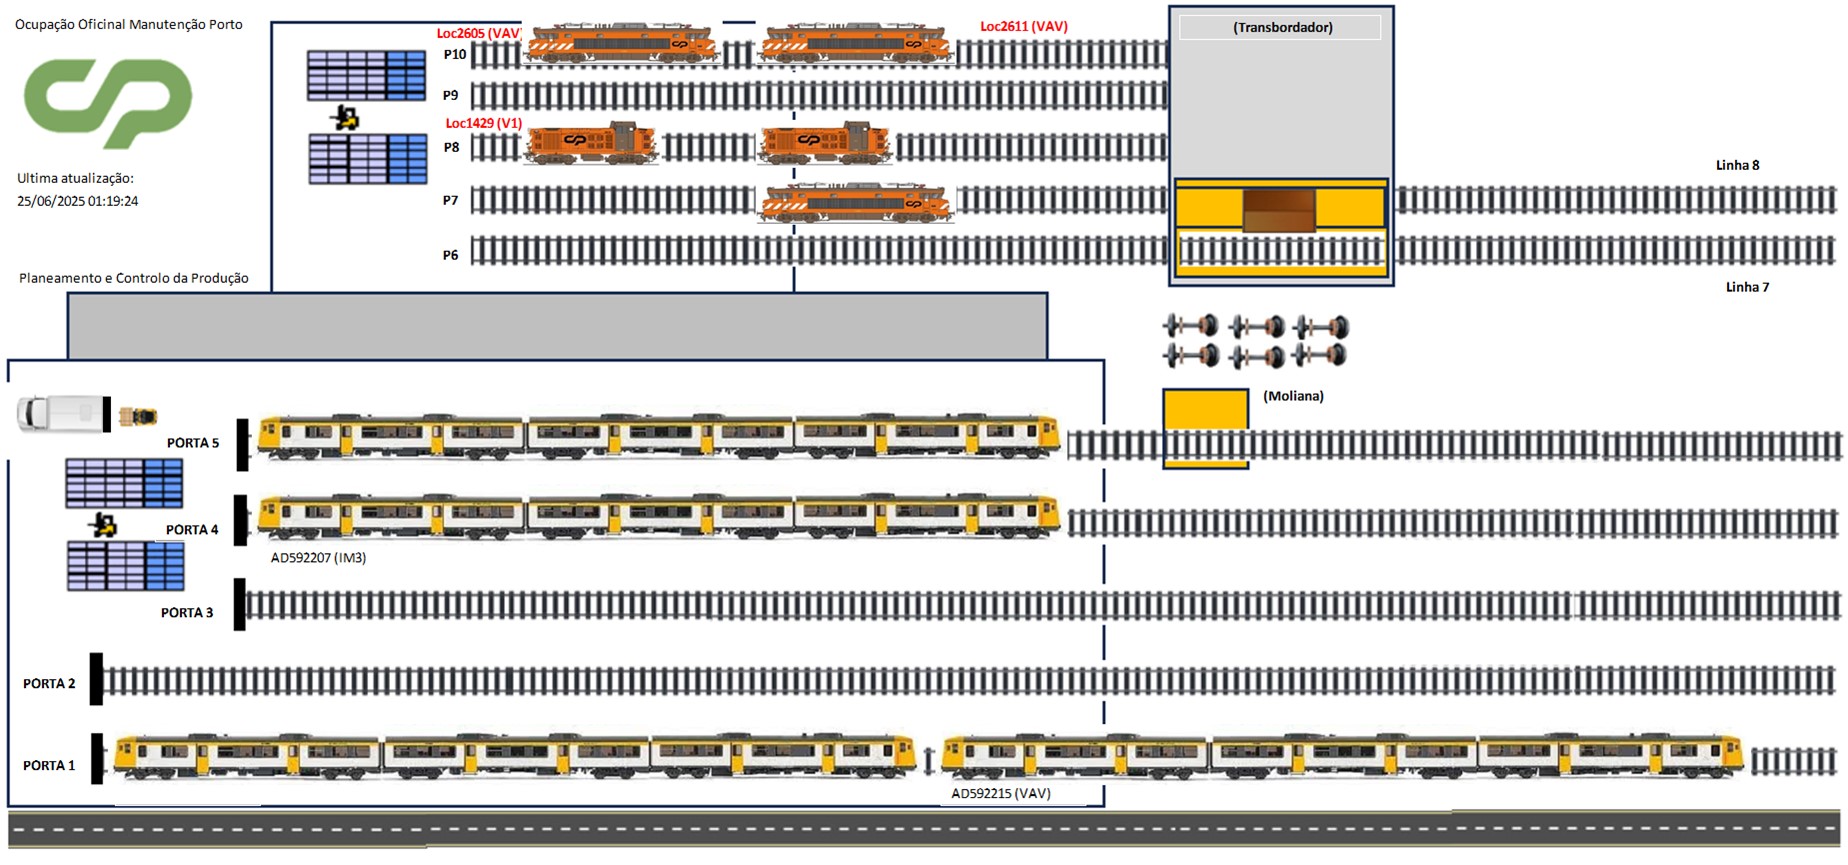 Ocupação Oficinal Manutenção Porto
CP
Ultima atualização:
25/06/2025 01:19:24
Planeamento e Controlo da Produção
Loc2605 (VAV)
Loc2611 (VAV)
P10
P9
Loc1429 (V1)
P8
P7
P6
(Transbordador)
Linha 8
Linha 7
(Moliana)
PORTA 5
PORTA 4
AD592207 (IM3)
PORTA 3
PORTA 2
PORTA 1
AD592215 (VAV)